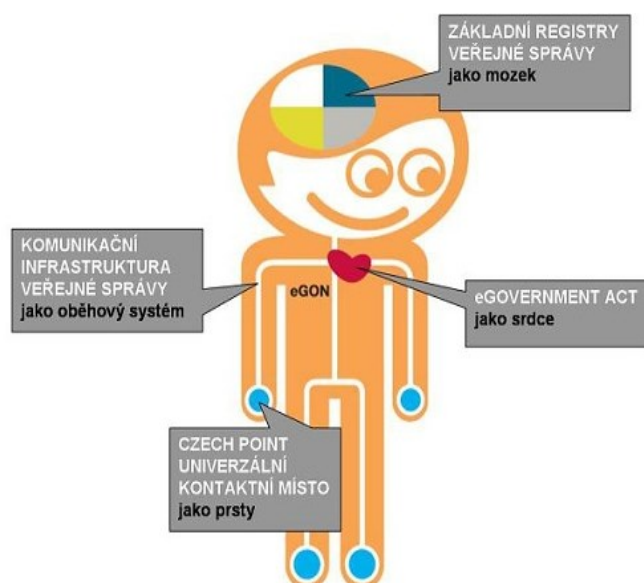 ZÁKLADNÍ REGISTRY
VEŘEJNÉ SPRÁVY
jako mozek
KOMUNIKAČNÍ
INFRASTRUKTURA
VEŘEJNÉ SPRÁVY
jako oběhový systém
eGON
eGOVERNMENT ACT
jako srdce
CZECH POINT
UNIVERZÁLNÍ
KONTAKTNÍ MÍSTO
jako prsty